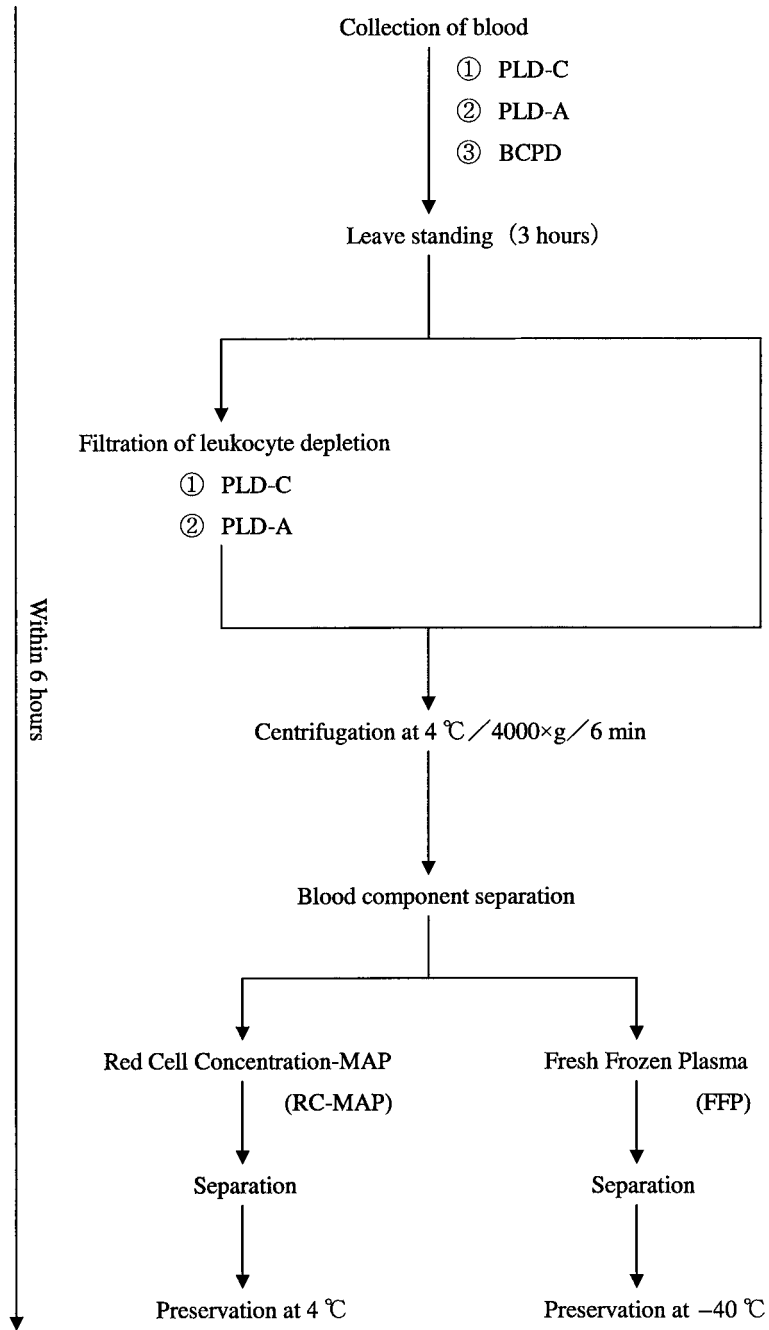 Collection of blood
① PLD-C
② PLD-A
③ BCPD
Leave standing (3 hours)
Filtration of leukocyte depletion
① PLD-C
② PLD-A
Within 6 hours
Centrifugation at 4 ℃／4000×g／6 min
Blood component separation
Red Cell Concentration-MAP
(RC-MAP)
Fresh Frozen Plasma
(FFP)
Separation
Separation
Preservation at 4 ℃
Preservation at −40 ℃